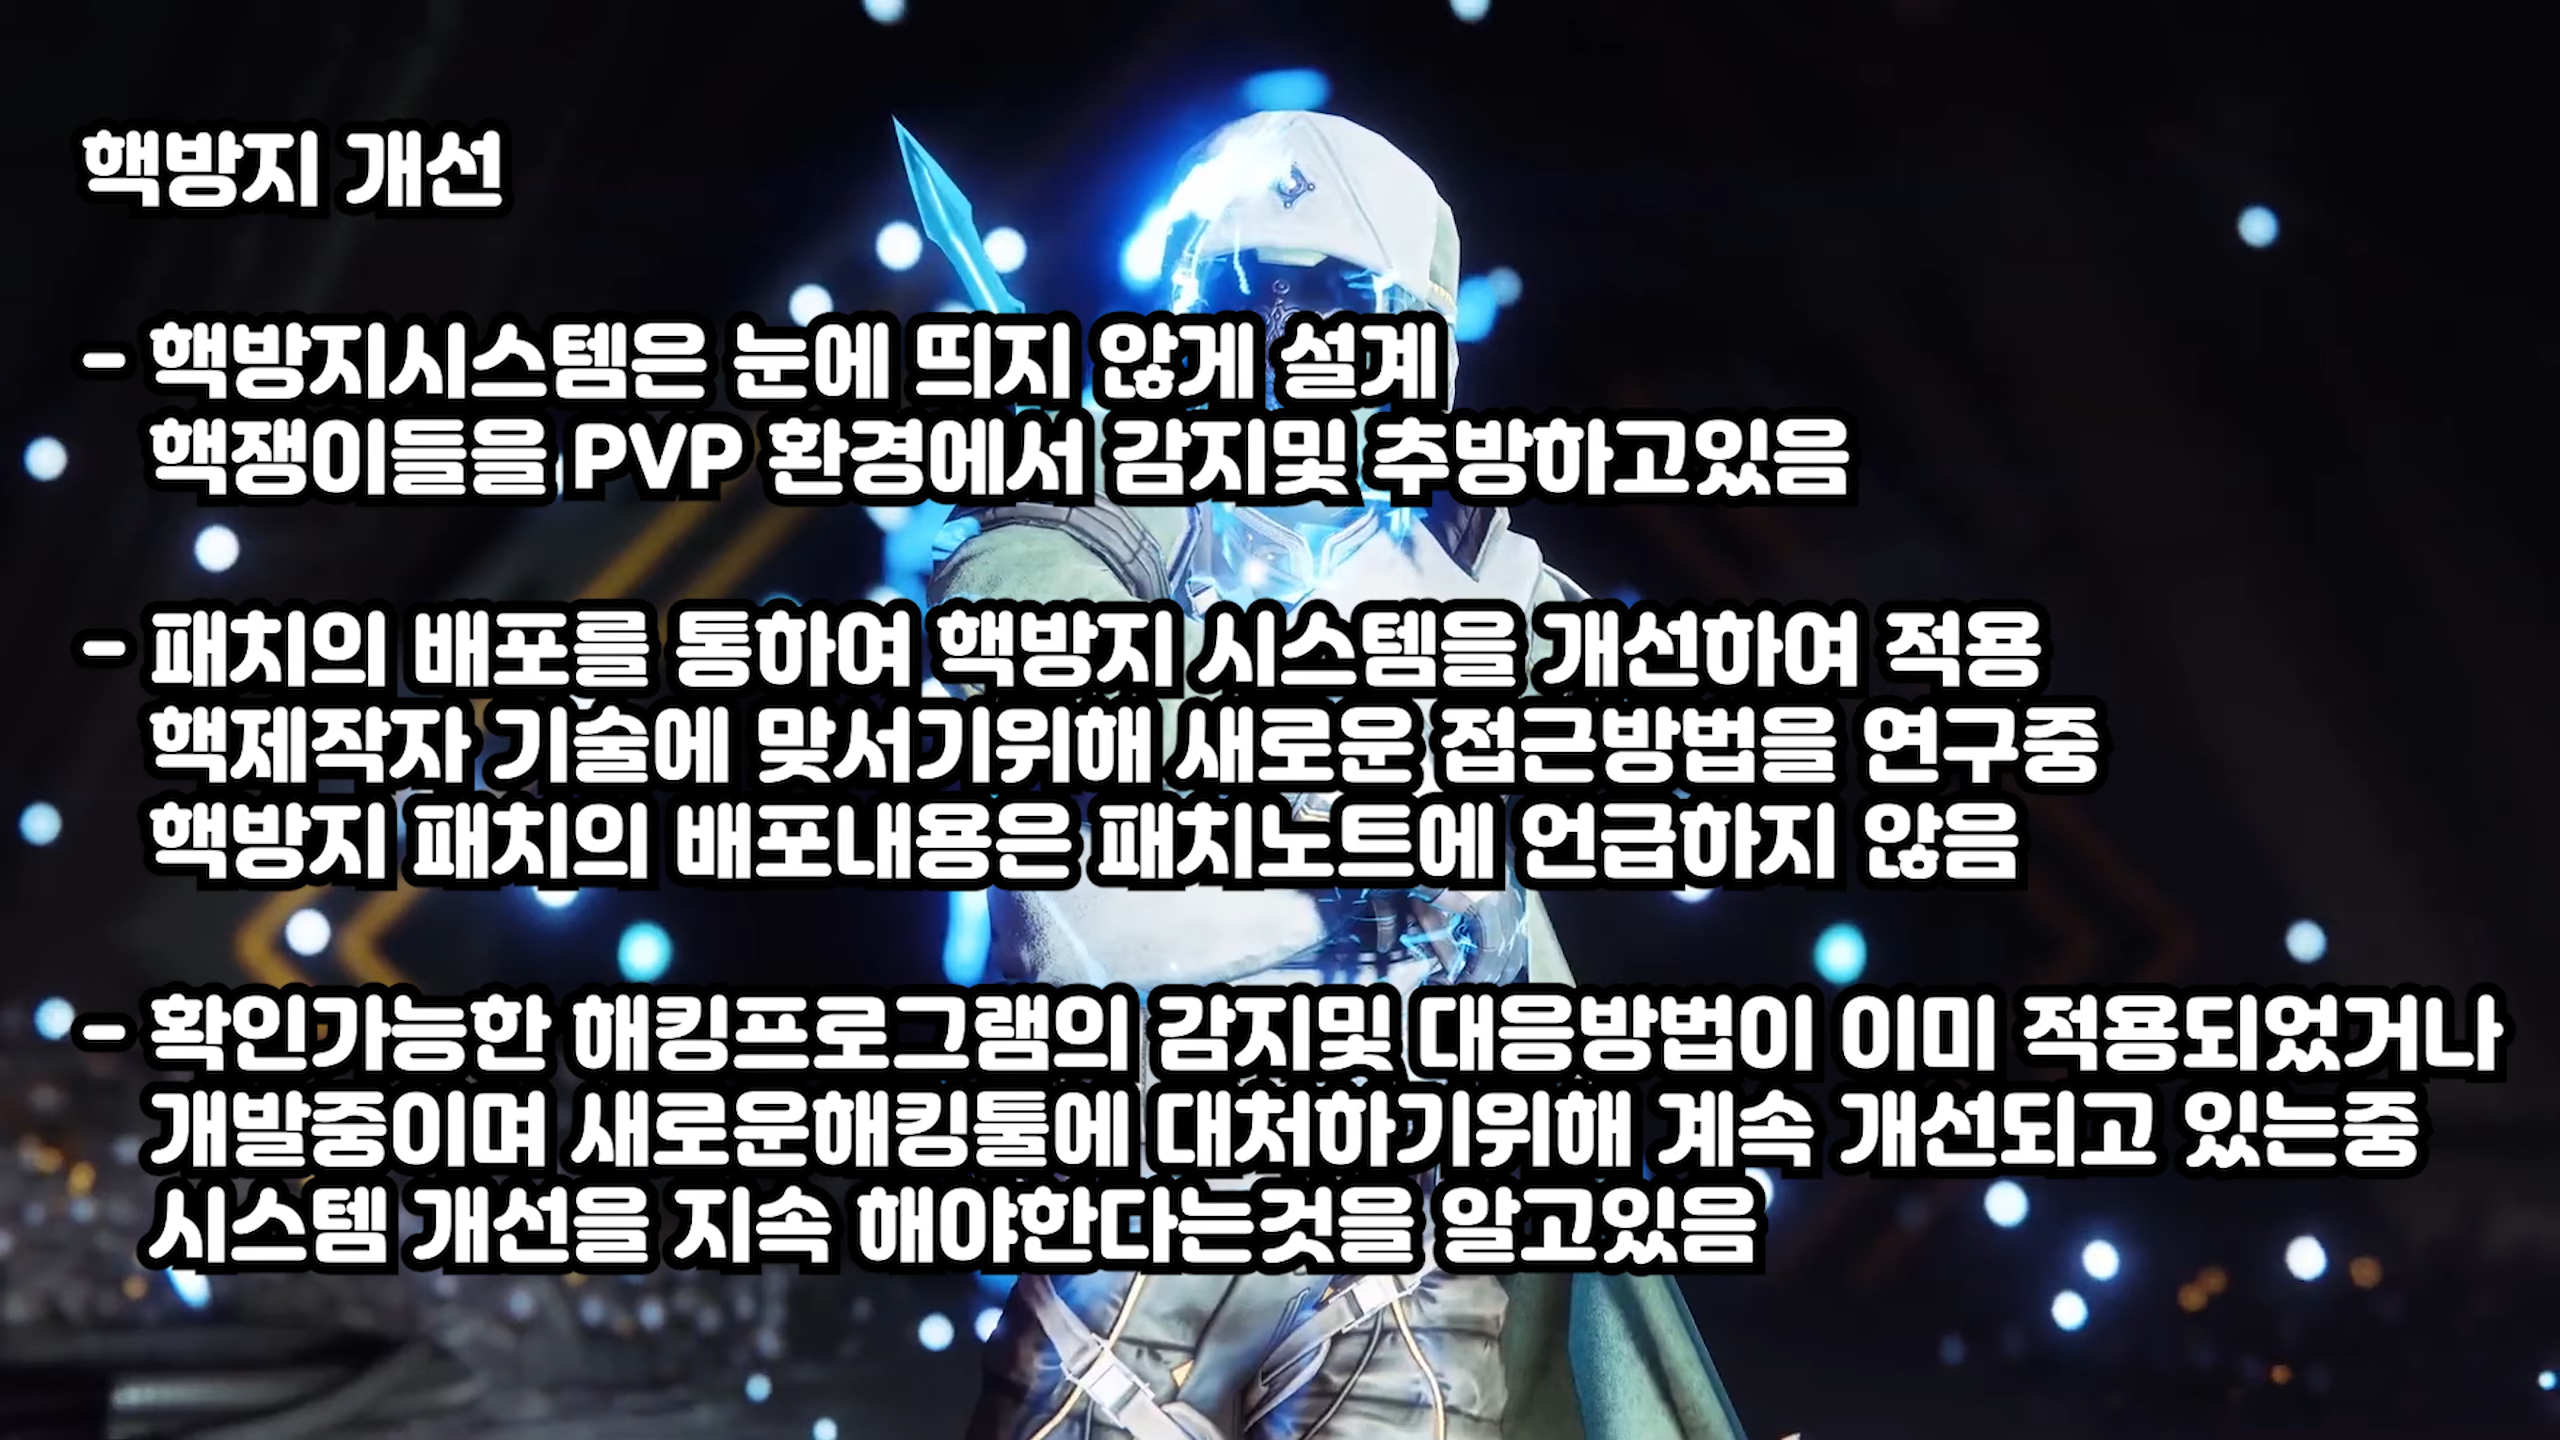 핵방지 개선
- 핵방지시스템은 눈에 띄지 않게 설계
핵쟁이들을 PVP 환경에서 감지및 추방하고있음
- 패치의 배포를 통하여 핵방지 시스템을 개선하여 적용
핵제작자 기술에 맞서기위해 새로운 접근방법을 연구중
핵방지 패치의 배포내용은 패치노트에 언급하지 않음
- 확인가능한 해킹프로그램의 감지및 대응방법이 이미 적용되었거나
개발중이며 새로운해킹툴에 대처하기위해 계속 개선되고 있는중
시스템 개선을 지속 해야한다는것을 알고있음